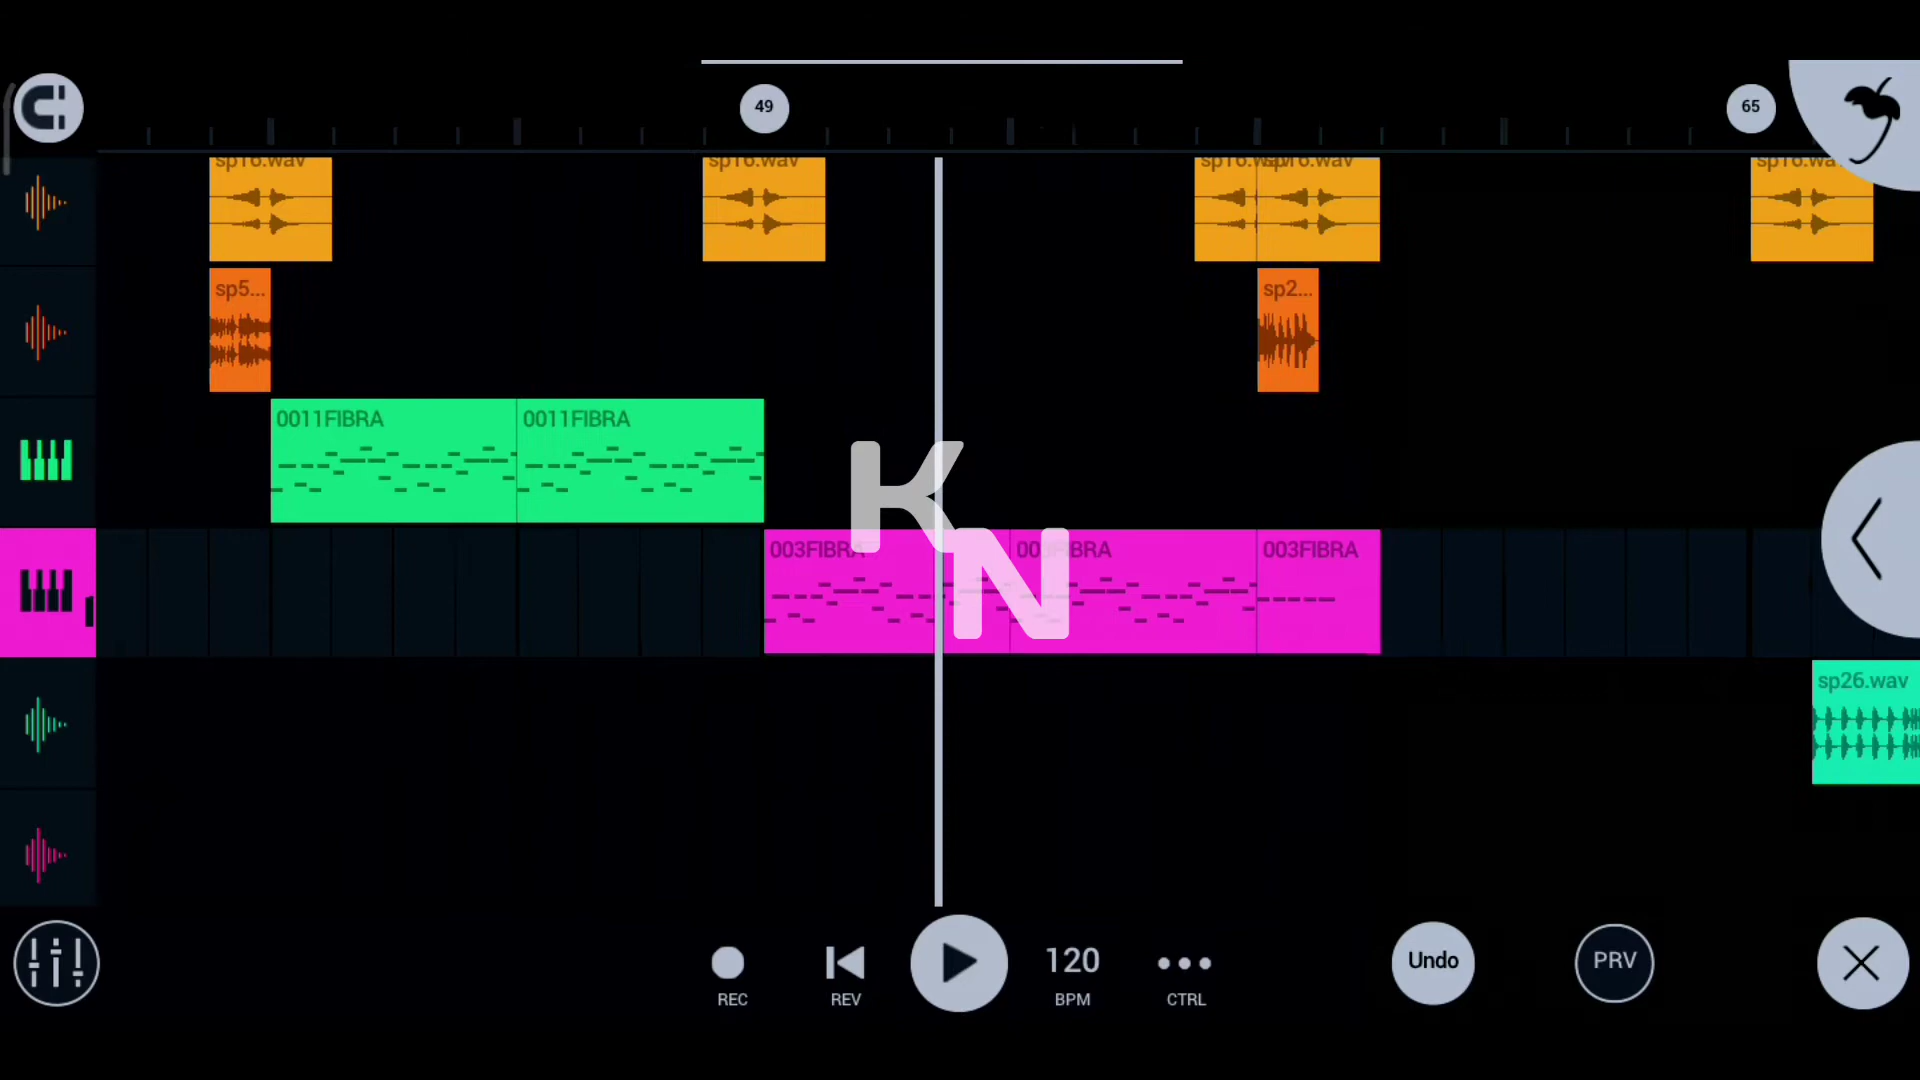 49
65
sp16.wav
sp16.wav
sp16.wav
sp16.wav
sp5...
sp2...
0011FIBRA
0011FIBRA
K
N
003FIBRA
003FIBRA
sp26.wav
120
Undo
PRV
REC
REV
BPM
CTRL